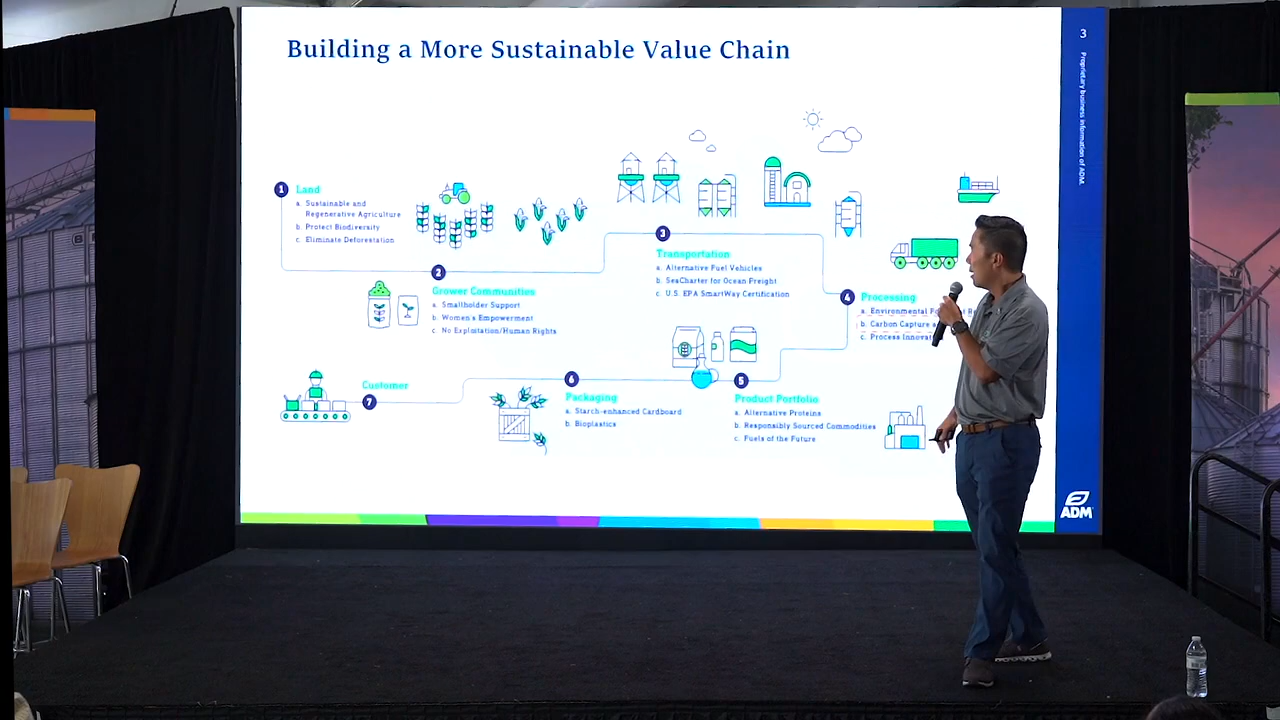 Building a More Sustainable Value Chain
3
Proprietary business information of ADM.
1
Land
a. Sustainable and
Regenerative Agriculture
b. Protect Biodiversity
c. Eliminate Deforestation
2
Grower Communities
a. Smallholder Support
b. Women's Empowerment
c. No Exploitation/Human Rights
3
Transportation
a. Alternative Fuel Vehicles
b. SeaCharter for Ocean Freight
c. U.S. EPA SmartWay Certification
4
Processing
a. Environmental
b. Carbon Capture
c. Process
5
Product Portfolio
a. Alternative Proteins
b. Responsibly Sourced Commodities
c. Fuels of the Future
6
Packaging
a. Starch-enhanced Cardboard
b. Bioplastics
Customer
7
ADM